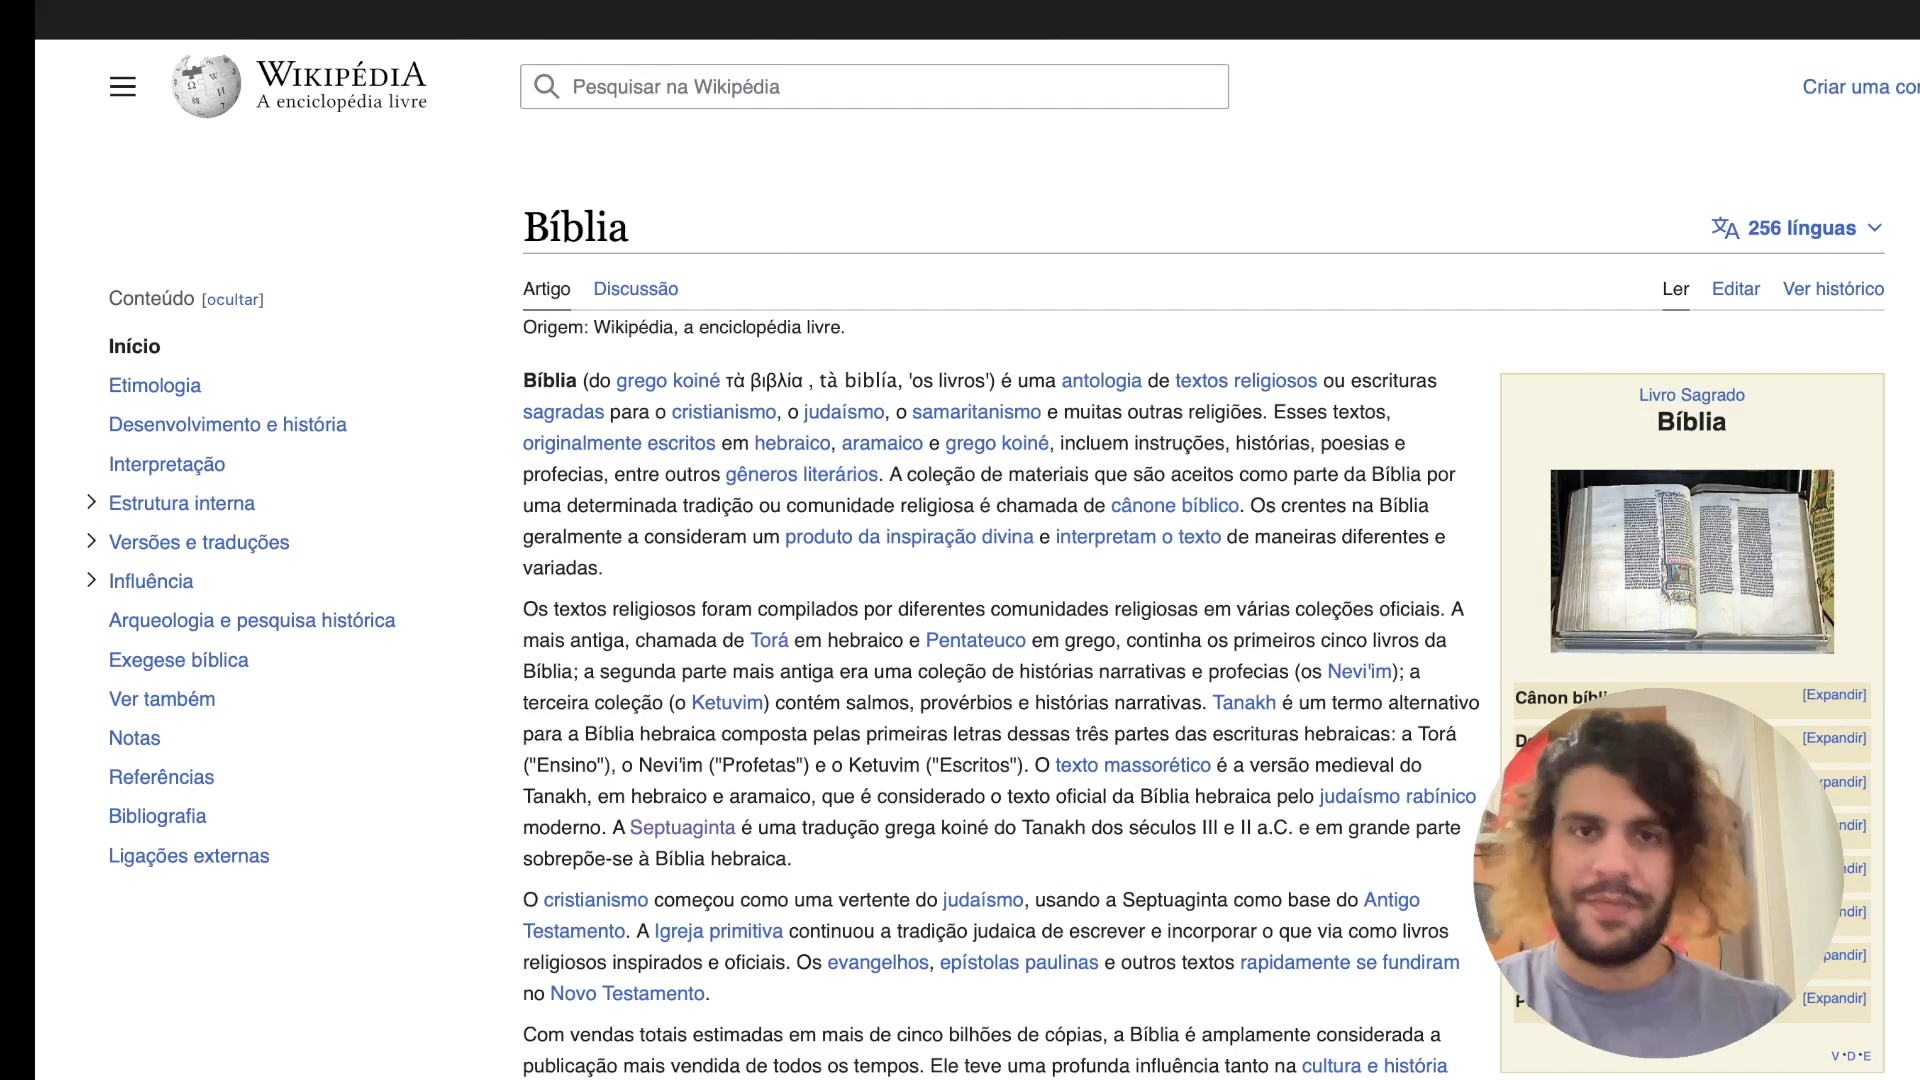 WIKIPÉDIA
A enciclopédia livre
Pesquisar na Wikipédia
Criar uma
Bíblia
256 línguas
Conteúdo [ocultar]
Início
Etimologia
Desenvolvimento e história
Interpretação
Estrutura interna
Versões e traduções
Influência
Arqueologia e pesquisa histórica
Exegese bíblica
Ver também
Notas
Referências
Bibliografia
Ligações externas
Artigo Discussão
Ler Editar Ver histórico
Origem: Wikipédia, a enciclopédia livre.
Bíblia (do grego koiné τὰ βιβλία , tà biblía, 'os livros') é uma antologia de textos religiosos ou escrituras
sagradas para o cristianismo, o judaísmo, o samaritanismo e muitas outras religiões. Esses textos,
originalmente escritos em hebraico, aramaico e grego koiné, incluem instruções, histórias, poesias e
profecias, entre outros gêneros literários. A coleção de materiais que são aceitos como parte da Bíblia por
uma determinada tradição ou comunidade religiosa é chamada de cânone bíblico. Os crentes na Bíblia
geralmente a consideram um produto da inspiração divina e interpretam o texto de maneiras diferentes e
variadas.
Os textos religiosos foram compilados por diferentes comunidades religiosas em várias coleções oficiais. A
mais antiga, chamada de Torá em hebraico e Pentateuco em grego, continha os primeiros cinco livros da
Bíblia; a segunda parte mais antiga era uma coleção de histórias narrativas e profecias (os Nevi'im); a
terceira coleção (o Ketuvim) contém salmos, provérbios e histórias narrativas. Tanakh é um termo alternativo
para a Bíblia hebraica composta pelas primeiras letras dessas três partes das escrituras hebraicas: a Torá
("Ensino"), o Nevi'im ("Profetas") e o Ketuvim ("Escritos"). O texto massorético é a versão medieval do
Tanakh, em hebraico e aramaico, que é considerado o texto oficial da Bíblia hebraica pelo judaísmo rabínico
moderno. A Septuaginta é uma tradução grega koiné do Tanakh dos séculos III e II a.C. e em grande parte
sobrepõe-se à Bíblia hebraica.
O cristianismo começou como uma vertente do judaísmo, usando a Septuaginta como base do Antigo
Testamento. A Igreja primitiva continuou a tradição judaica de escrever e incorporar o que via como livros
religiosos inspirados e oficiais. Os evangelhos, epístolas paulinas e outros textos rapidamente se fundiram
no Novo Testamento.
Com vendas totais estimadas em mais de cinco bilhões de cópias, a Bíblia é amplamente considerada a
publicação mais vendida de todos os tempos. Ele teve uma profunda influência tanto na cultura e história
Livro Sagrado
Bíblia
Cânon [Expandir]
[Expandir]
[Expandir]
V • D • E